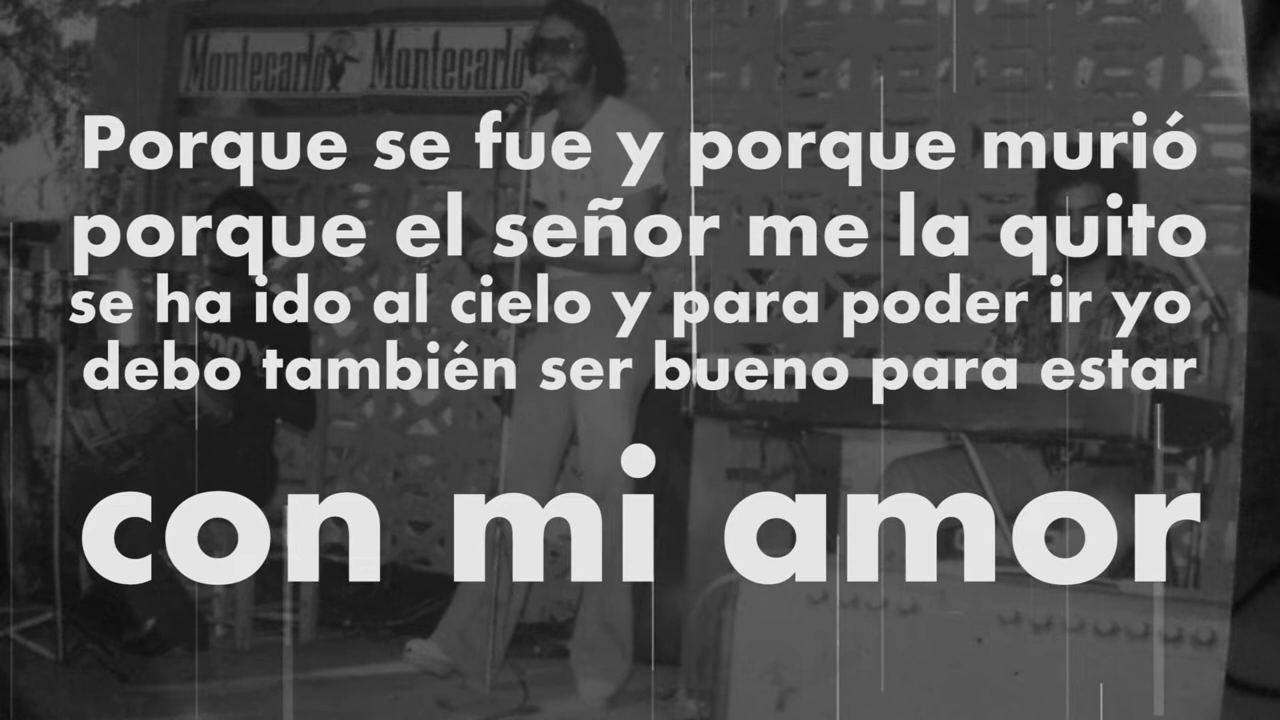 Montecarlo Montecarlo
Porque se fue y porque murió
porque el señor me la quito
se ha ido al cielo y para poder ir yo
debo también ser bueno para estar
con mi amor